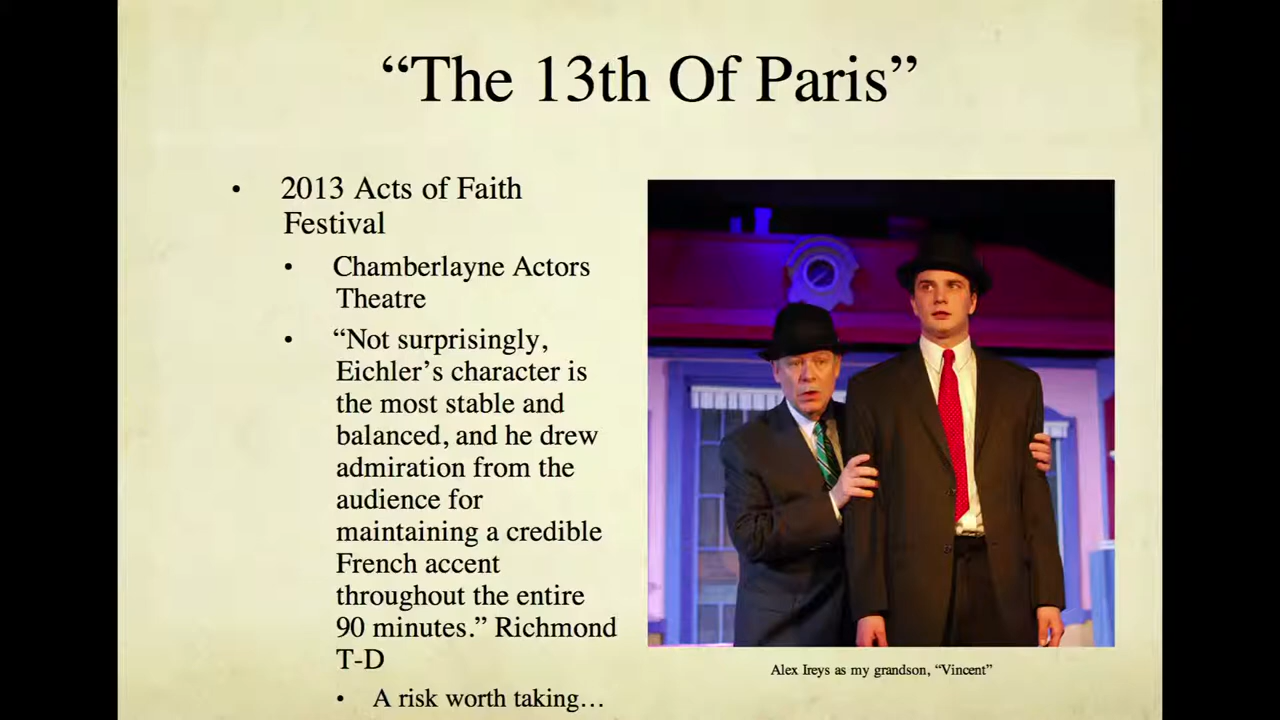 “The 13th Of Paris”
• 2013 Acts of Faith
Festival
• Chamberlayne Actors
Theatre
• “Not surprisingly,
Eichler’s character is
the most stable and
balanced, and he drew
admiration from the
audience for
maintaining a credible
French accent
throughout the entire
90 minutes.” Richmond
T-D
• A risk worth taking…
Alex Ireys as my grandson, “Vincent”